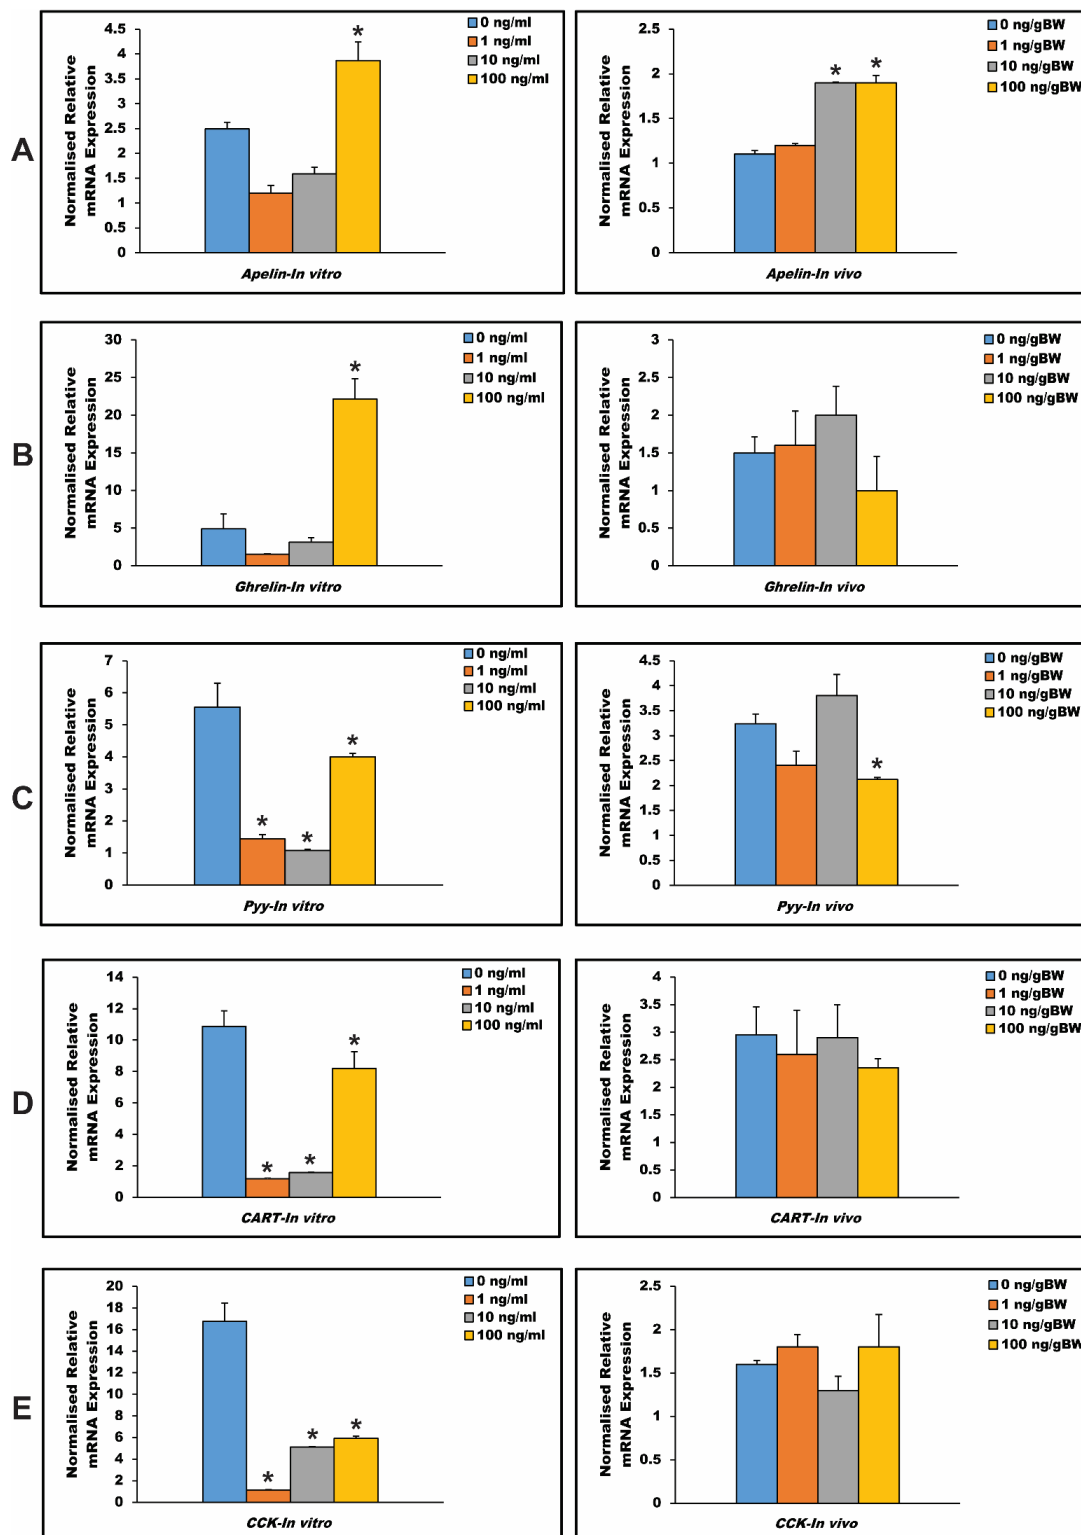 A
Normalised Relative
mRNA Expression
4.5
4
3.5
3
2.5
2
1.5
1
0.5
0
*
0 ng/ml
1 ng/ml
10 ng/ml
100 ng/ml
Apelin-In vitro
Normalised Relative
mRNA Expression
2.5
2
1.5
1
0.5
0
* *
0 ng/gBW
1 ng/gBW
10 ng/gBW
100 ng/gBW
Apelin-In vivo
B
Normalised Relative
mRNA Expression
30
25
20
15
10
5
0
*
0 ng/ml
1 ng/ml
10 ng/ml
100 ng/ml
Ghrelin-In vitro
Normalised Relative
mRNA Expression
3
2.5
2
1.5
1
0.5
0
0 ng/gBW
1 ng/gBW
10 ng/gBW
100 ng/gBW
Ghrelin-In vivo
C
Normalised Relative
mRNA Expression
7
6
5
4
3
2
1
0
* * *
0 ng/ml
1 ng/ml
10 ng/ml
100 ng/ml
Pyy-In vitro
Normalised Relative
mRNA Expression
4.5
4
3.5
3
2.5
2
1.5
1
0.5
0
*
0 ng/gBW
1 ng/gBW
10 ng/gBW
100 ng/gBW
Pyy-In vivo
D
Normalised Relative
mRNA Expression
14
12
10
8
6
4
2
0
* * *
0 ng/ml
1 ng/ml
10 ng/ml
100 ng/ml
CART-In vitro
Normalised Relative
mRNA Expression
4
3.5
3
2.5
2
1.5
1
0.5
0
0 ng/gBW
1 ng/gBW
10 ng/gBW
100 ng/gBW
CART-In vivo
E
Normalised Relative
mRNA Expression
20
18
16
14
12
10
8
6
4
2
0
* * *
0 ng/ml
1 ng/ml
10 ng/ml
100 ng/ml
CCK-In vitro
Normalised Relative
mRNA Expression
2.5
2
1.5
1
0.5
0
0 ng/gBW
1 ng/gBW
10 ng/gBW
100 ng/gBW
CCK-In vivo